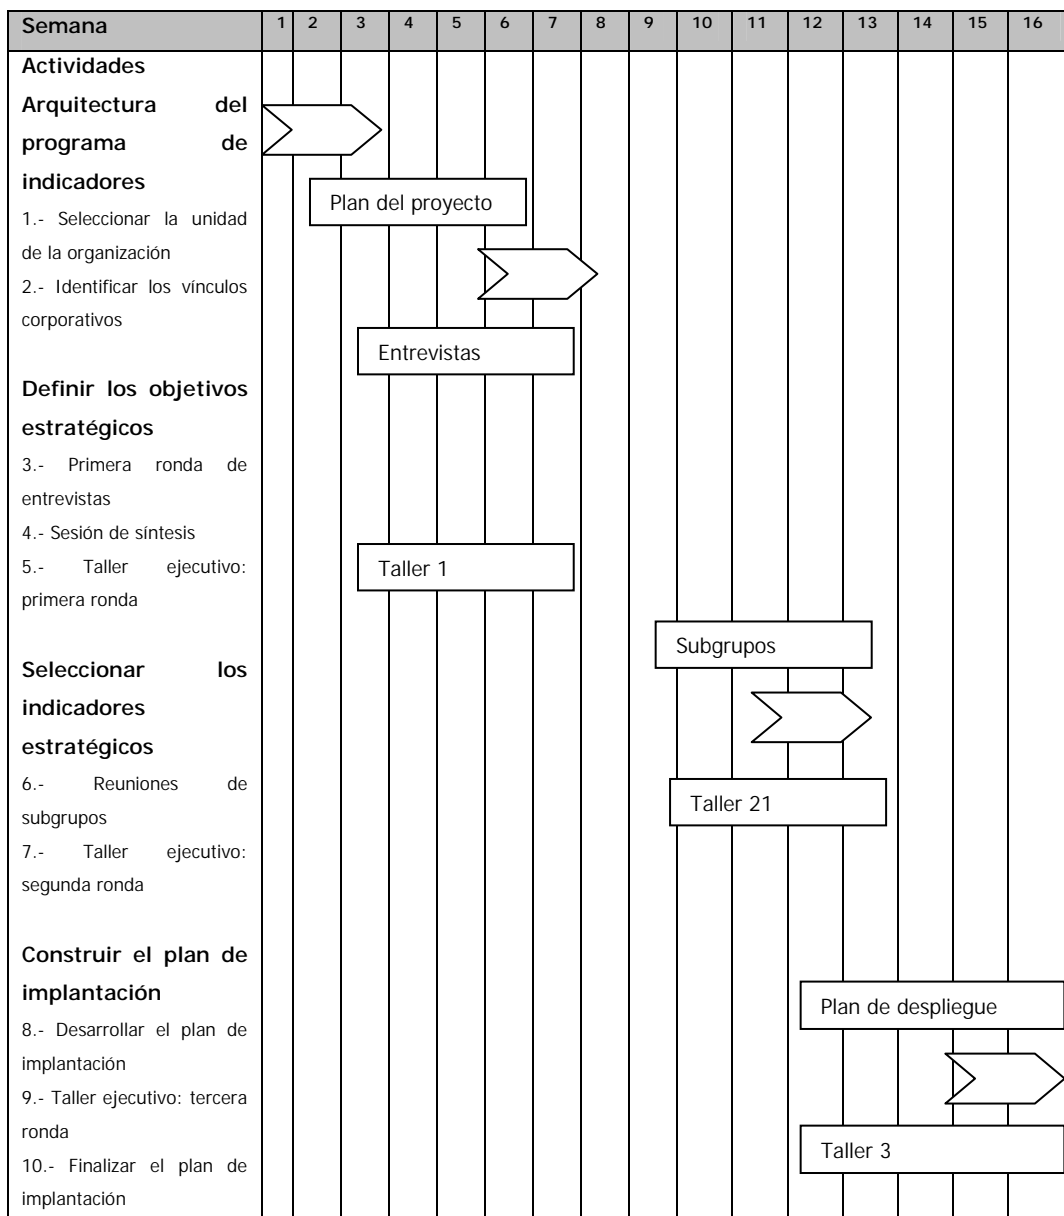 Semana 1 2 3 4 5 6 7 8 9 10 11 12 13 14 15 16
Actividades
Arquitectura del
programa de
indicadores
1.- Seleccionar la unidad
de la organización
2.- Identificar los vínculos
corporativos
Plan del proyecto
Entrevistas
Definir los objetivos
estratégicos
3.- Primera ronda de
entrevistas
4.- Sesión de síntesis
5.- Taller ejecutivo:
primera ronda
Taller 1
Subgrupos
Seleccionar los
indicadores
estratégicos
6.- Reuniones de
subgrupos
7.- Taller ejecutivo:
segunda ronda
Taller 21
Construir el plan de
implantación
8.- Desarrollar el plan de
implantación
9.- Taller ejecutivo: tercera
ronda
10.- Finalizar el plan de
implantación
Plan de despliegue
Taller 3